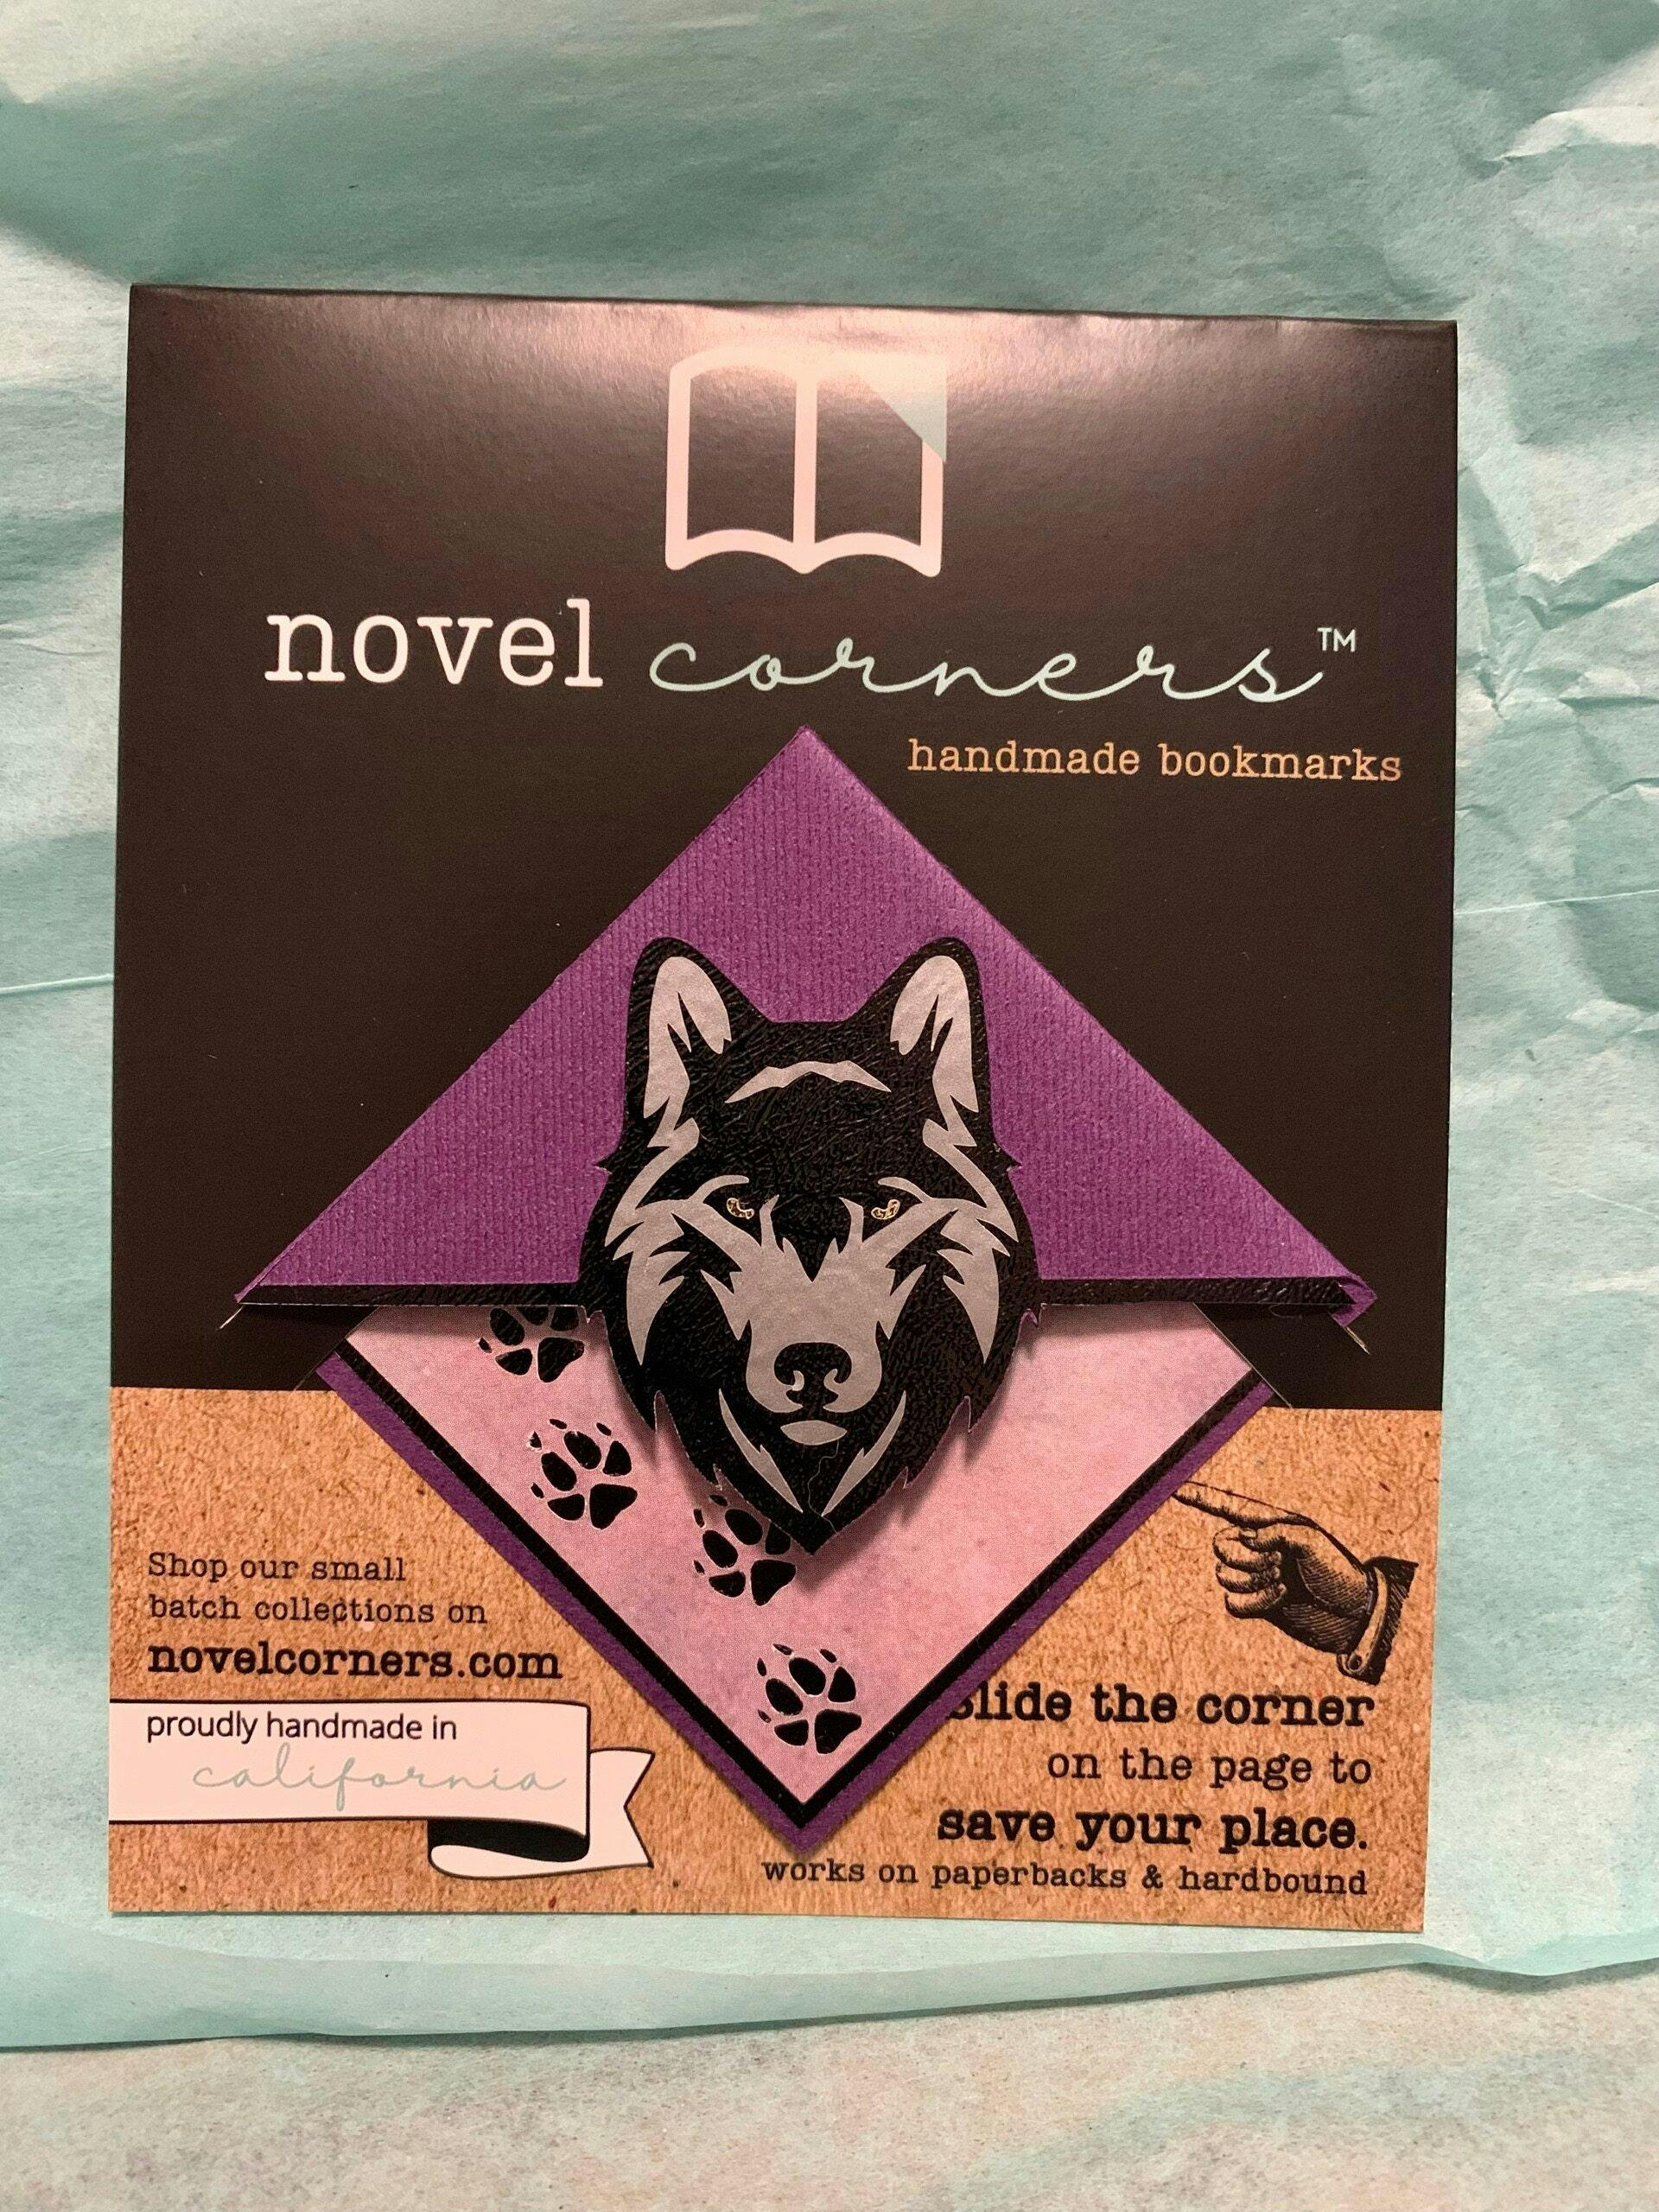 novel corners™
handmade bookmarks
Shop our small
batch collections on
novelcorners.com
proudly handmade in
california
slide the corner
on the page to
save your place.
works on paperbacks & hardbound